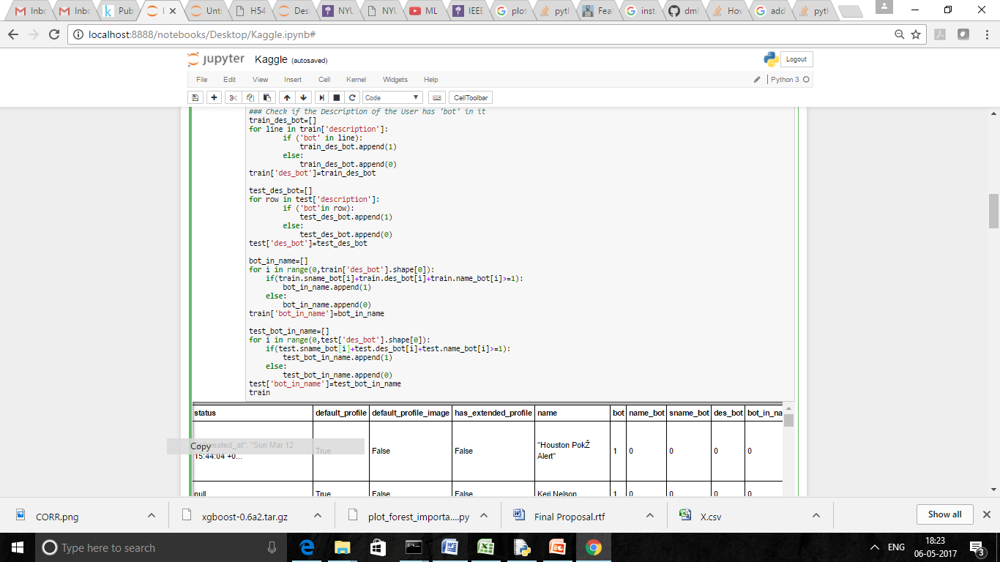 Inbo
Inbo
Pub
Unti
H54
Des
NYU
NYU
ML
IEEE
plot
pyth
Feat
inst
dml
How
add
pyth
localhost:8888/notebooks/Desktop/Kaggle.ipynb#
jupyter Kaggle (autosaved)
Logout
File Edit View Insert Cell Kernel Widgets Help
Python 3
Code
CellToolbar
### Check if the Description of the User has 'bot' in it
train_des_bot=[]
for line in train['description']:
if ('bot' in line):
train_des_bot.append(1)
else:
train_des_bot.append(0)
train['des_bot']=train_des_bot
test_des_bot=[]
for row in test['description']:
if ('bot'in row):
test_des_bot.append(1)
else:
test_des_bot.append(0)
test['des_bot']=test_des_bot
bot_in_name=[]
for i in range(0,train['des_bot'].shape[0]):
if(train.sname_bot[i]+train.des_bot[i]+train.name_bot[i]>=1):
bot_in_name.append(1)
else:
bot_in_name.append(0)
train['bot_in_name']=bot_in_name
test_bot_in_name=[]
for i in range(0,test['des_bot'].shape[0]):
if(test.sname_bot[i]+test.des_bot[i]+test.name_bot[i]>=1):
test_bot_in_name.append(1)
else:
test_bot_in_name.append(0)
test['bot_in_name']=test_bot_in_name
train
status default_profile default_profile_image has_extended_profile name bot name_bot sname_bot des_bot bot_in_na
Copy
created_at": "Sun Mar 12
15:44:04 +0...
True False False
"Houston PokŽ
Alert"
1 0 0 0 0
null True False False Keri Nelson 1 0 0 0 0
CORR.png
xgboost-0.6a2.tar.gz
plot_forest_importa....py
Final Proposal.rtf
X.csv
Show all
Type here to search
ENG
18:23
06-05-2017
3